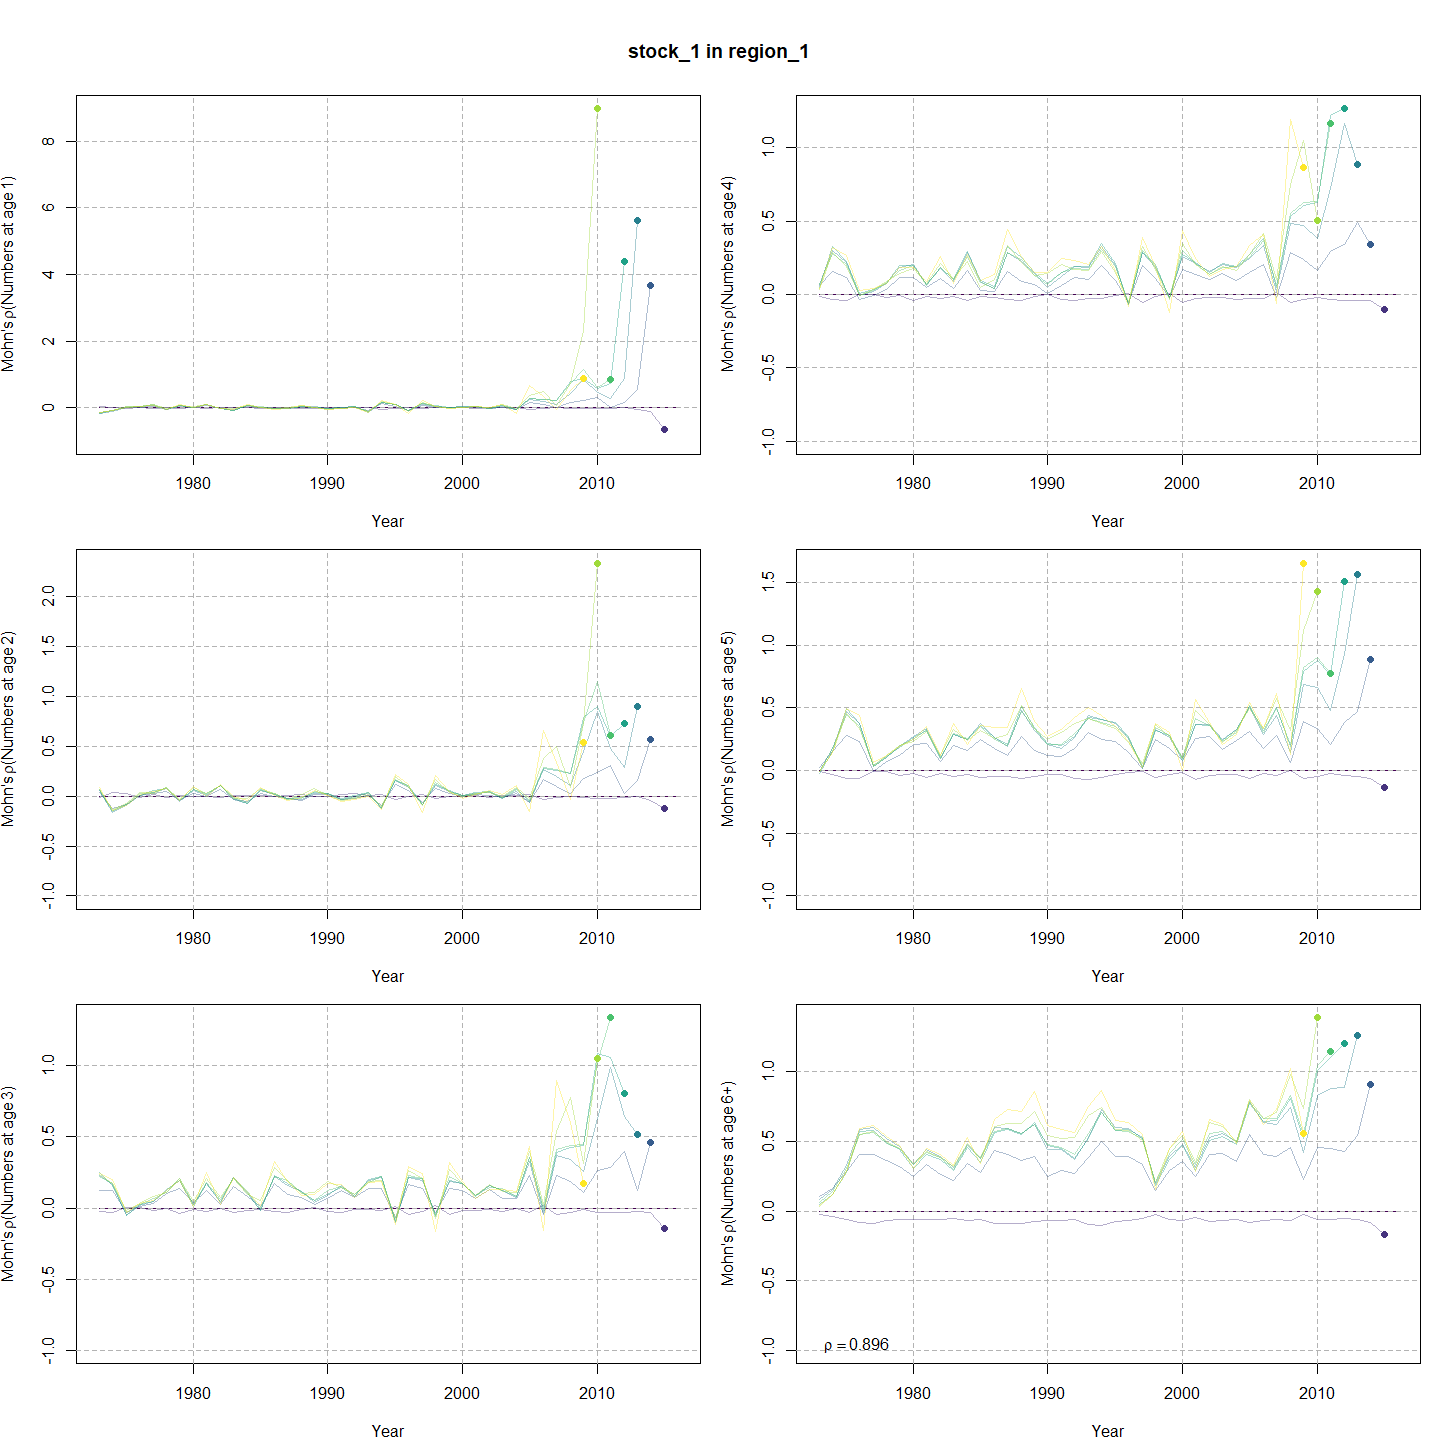 stock_1 in region_1
Mohn's ρ(Numbers at age 1)
8
6
4
2
0
1980 1990 2000 2010
Year
Mohn's ρ(Numbers at age 4)
1.0
0.5
0.0
-0.5
-1.0
1980 1990 2000 2010
Year
Mohn's ρ(Numbers at age 2)
2.0
1.5
1.0
0.5
0.0
-0.5
-1.0
1980 1990 2000 2010
Year
Mohn's ρ(Numbers at age 5)
1.5
1.0
0.5
0.0
-0.5
-1.0
1980 1990 2000 2010
Year
Mohn's ρ(Numbers at age 3)
1.0
0.5
0.0
-0.5
-1.0
1980 1990 2000 2010
Year
Mohn's ρ(Numbers at age 6+)
1.0
0.5
0.0
-0.5
-1.0
ρ = 0.896
1980 1990 2000 2010
Year